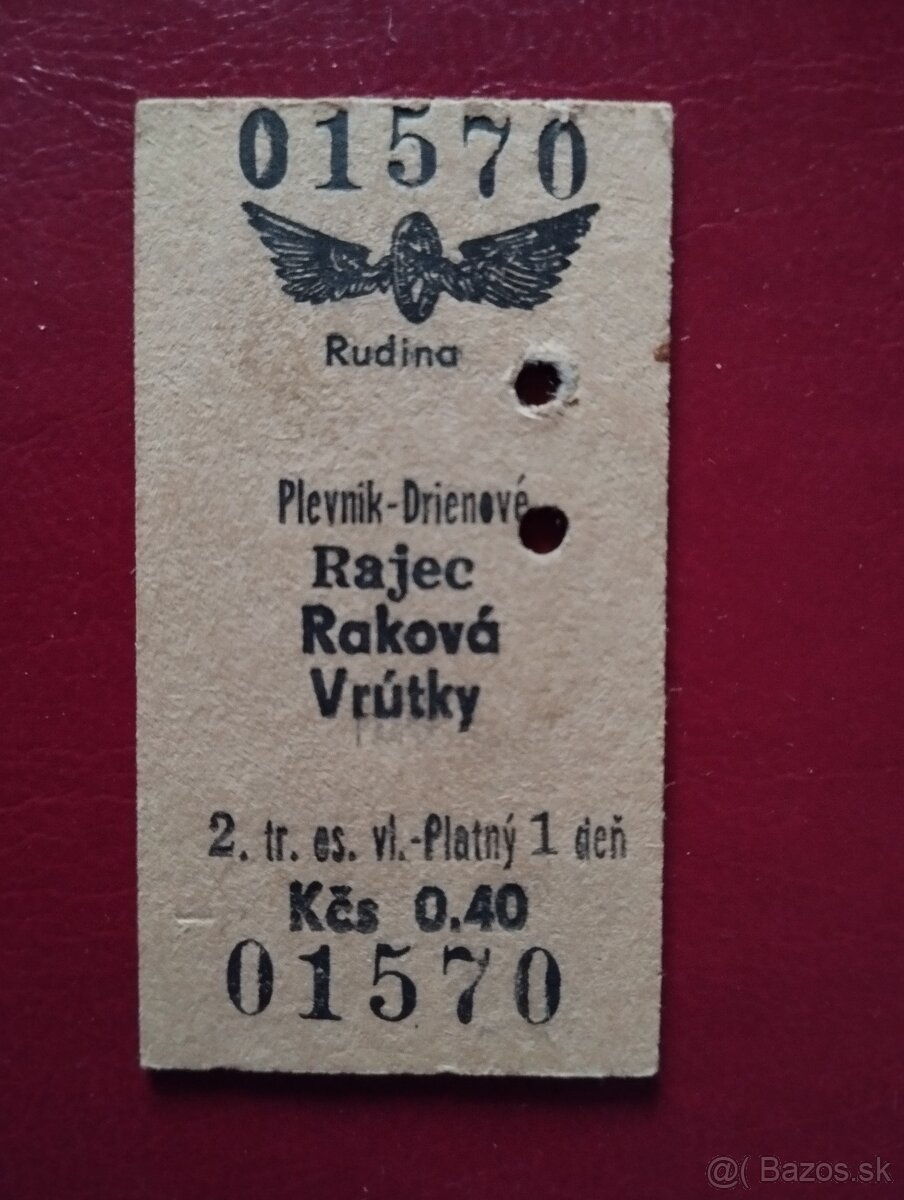 01570
Rudina
Plevnik-Drienové
Rajec
Raková
Vrútky
2. tr. os. vl.-Platný 1 deň
Kčs 0.40
01570
@( Bazos.sk